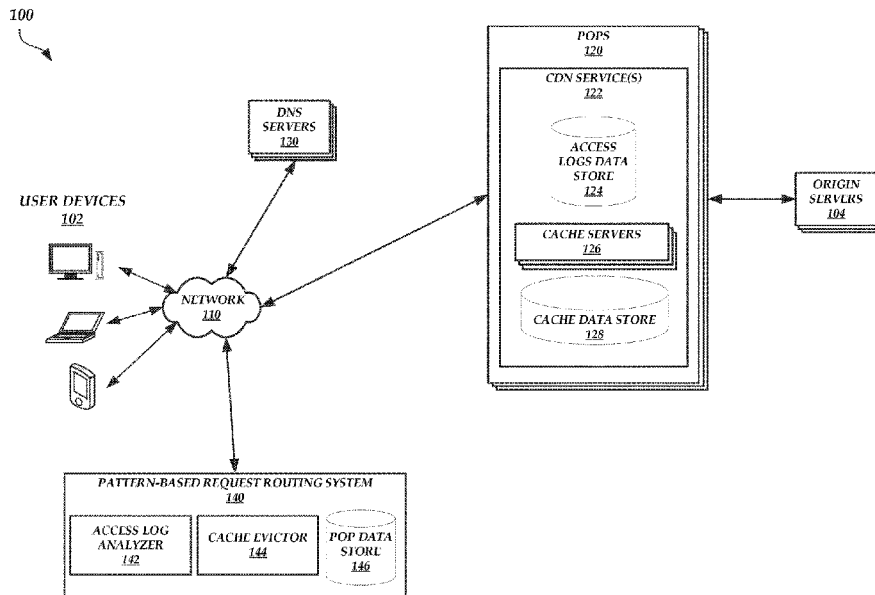 100
POPS
120
CDN SERVICE(S)
122
ACCESS
LOGS DATA
STORE
124
CACHE SERVERS
126
CACHE DATA STORE
128
DNS
SERVERS
130
ORIGIN
SERVERS
104
USER DEVICES
102
NETWORK
110
PATTERN-BASED REQUEST ROUTING SYSTEM
140
ACCESS LOG
ANALYZER
142
CACHE EVICTOR
144
POP DATA
STORE
146